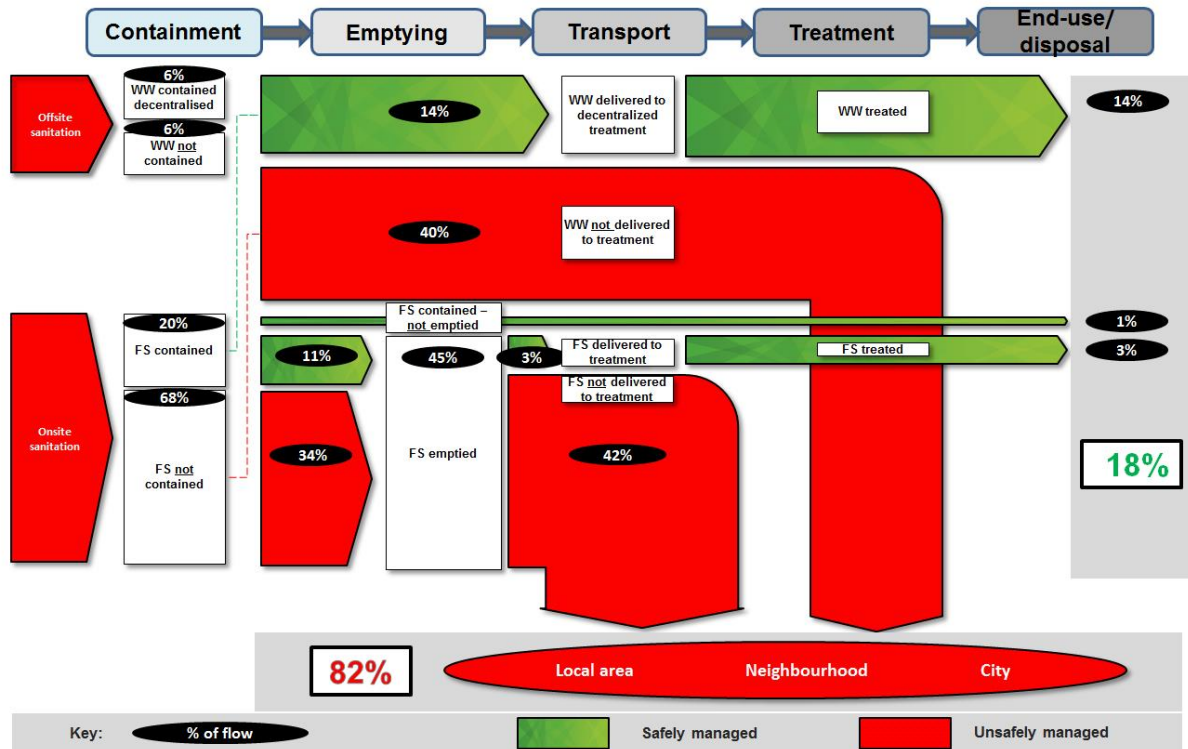 Containment
Emptying
Transport
Treatment
End-use/
disposal
Offsite
sanitation
6%
WW contained
decentralised
6%
WW not
contained
14%
WW delivered to
decentralized
treatment
WW treated
14%
40%
WW not delivered
to treatment
Onsite
sanitation
20%
FS contained
68%
FS not
contained
FS contained –
not emptied
1%
11%
45%
3%
FS delivered to
treatment
FS treated
3%
FS not delivered
to treatment
34%
FS emptied
42%
18%
82%
Local area
Neighbourhood
City
Key:
% of flow
Safely managed
Unsafely managed